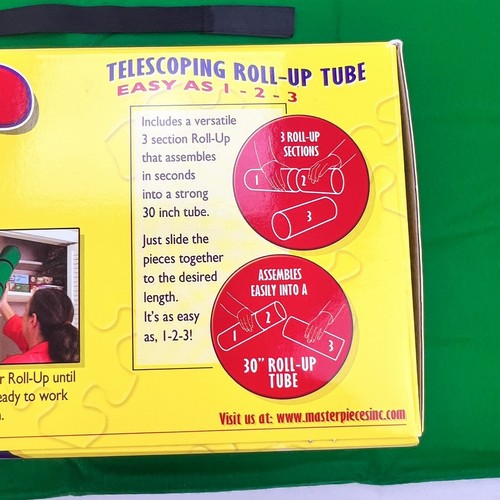 TELESCOPING ROLL-UP TUBE
EASY AS 1 - 2 - 3
Includes a versatile
3 section Roll-Up
that assembles
in seconds
into a strong
30 inch tube.
Just slide the
pieces together
to the desired
length.
It's as easy
as, 1-2-3!
3 ROLL-UP
SECTIONS
1 2
3
ASSEMBLES
EASILY INTO A
1 2 3
30" ROLL-UP
TUBE
r Roll-Up until
eady to work
Visit us at: www.masterpiecesinc.com